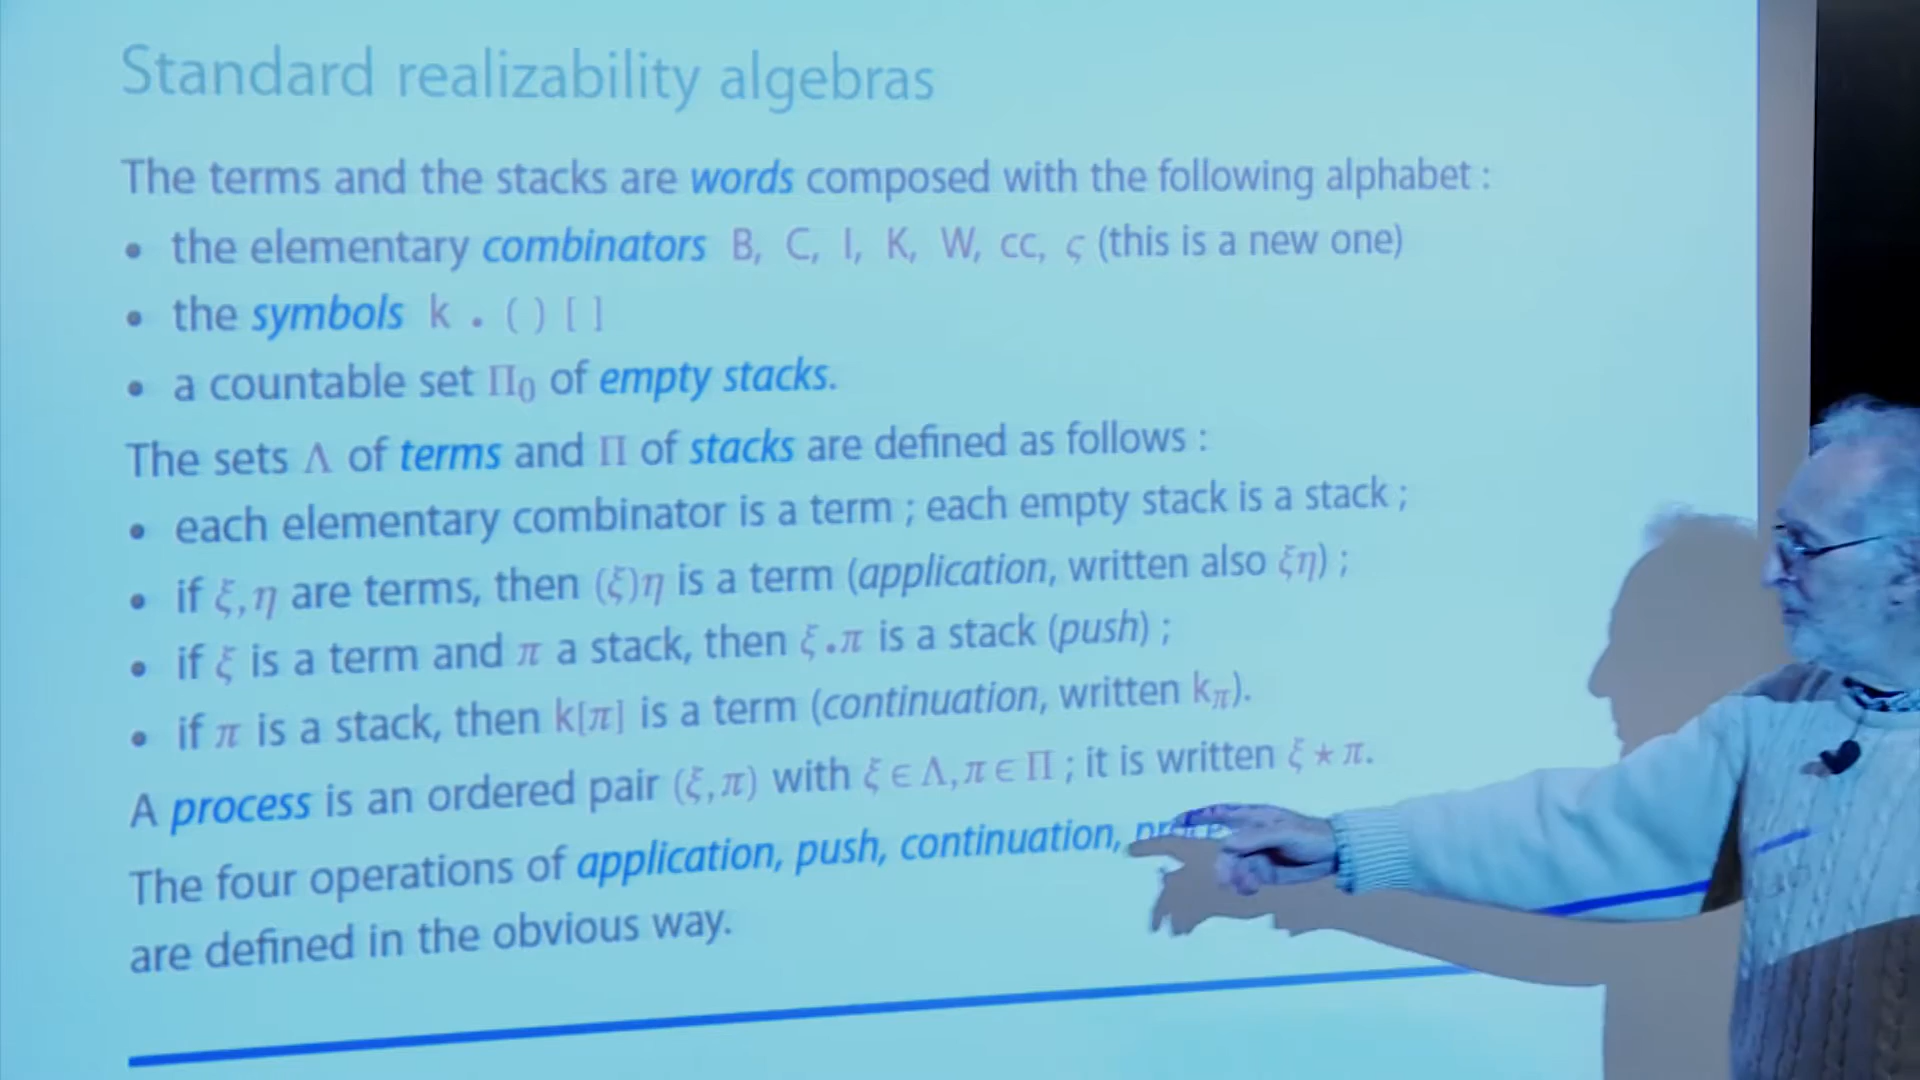 Standard realizability algebras
The terms and the stacks are words composed with the following alphabet :
• the elementary combinators B, C, I, K, W, cc, ς (this is a new one)
• the symbols k . ( ) [ ]
• a countable set Π₀ of empty stacks.
The sets Λ of terms and Π of stacks are defined as follows :
• each elementary combinator is a term ; each empty stack is a stack ;
• if ξ, η are terms, then (ξ)η is a term (application, written also ξη) ;
• if ξ is a term and π a stack, then ξ.π is a stack (push) ;
• if π is a stack, then k[π] is a term (continuation, written k_π).
A process is an ordered pair (ξ,π) with ξ ∈ Λ, π ∈ Π ; it is written ξ ⋆ π.
The four operations of application, push, continuation,
are defined in the obvious way.